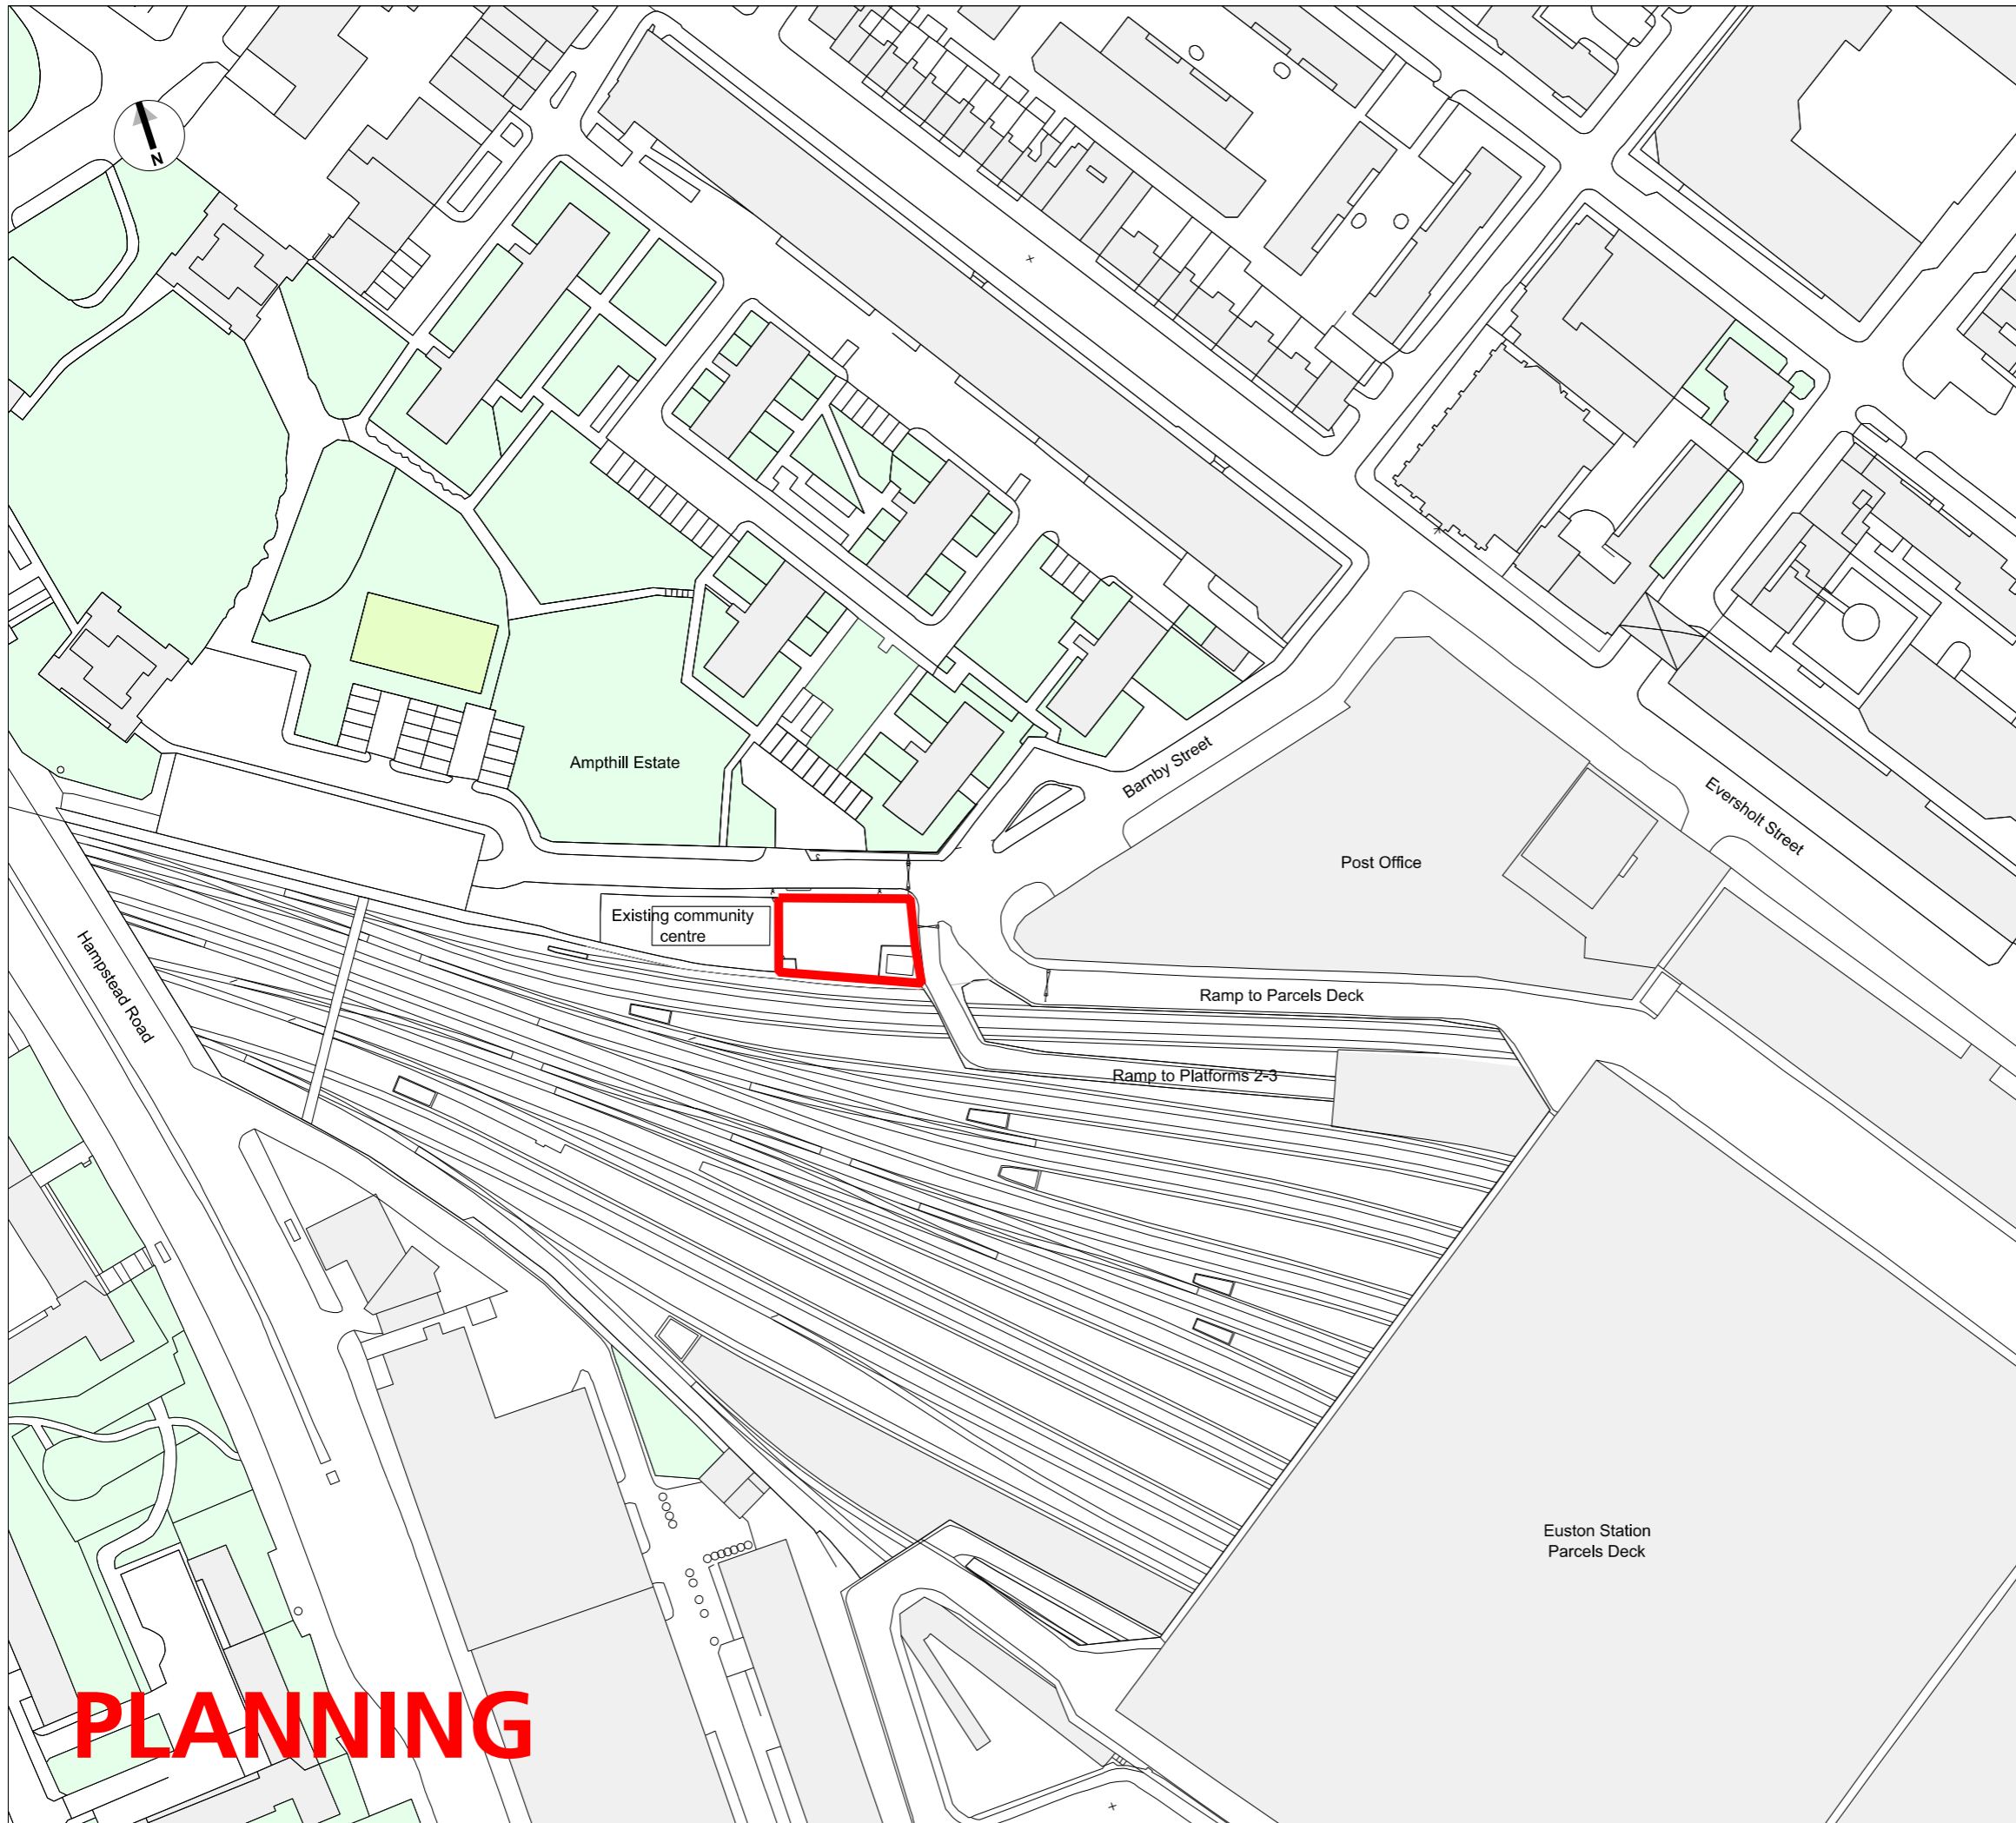 N
Ampthill Estate
Barnby Street
Eversholt Street
Post Office
Existing community
centre
Hampstead Road
Ramp to Parcels Deck
Ramp to Platforms 2-3
Euston Station
Parcels Deck
PLANNING